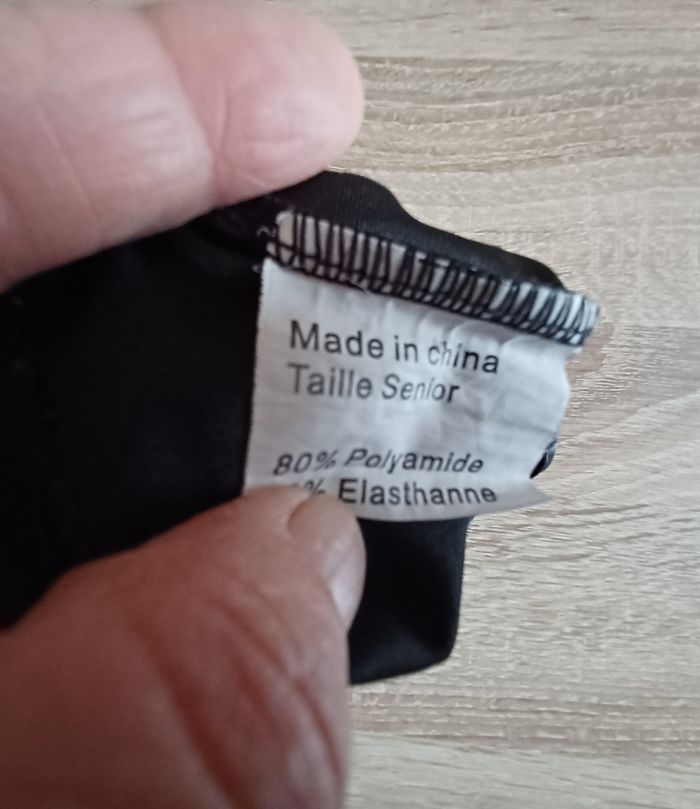 Made in china
Taille Senior
80% Polyamide
% Elasthanne